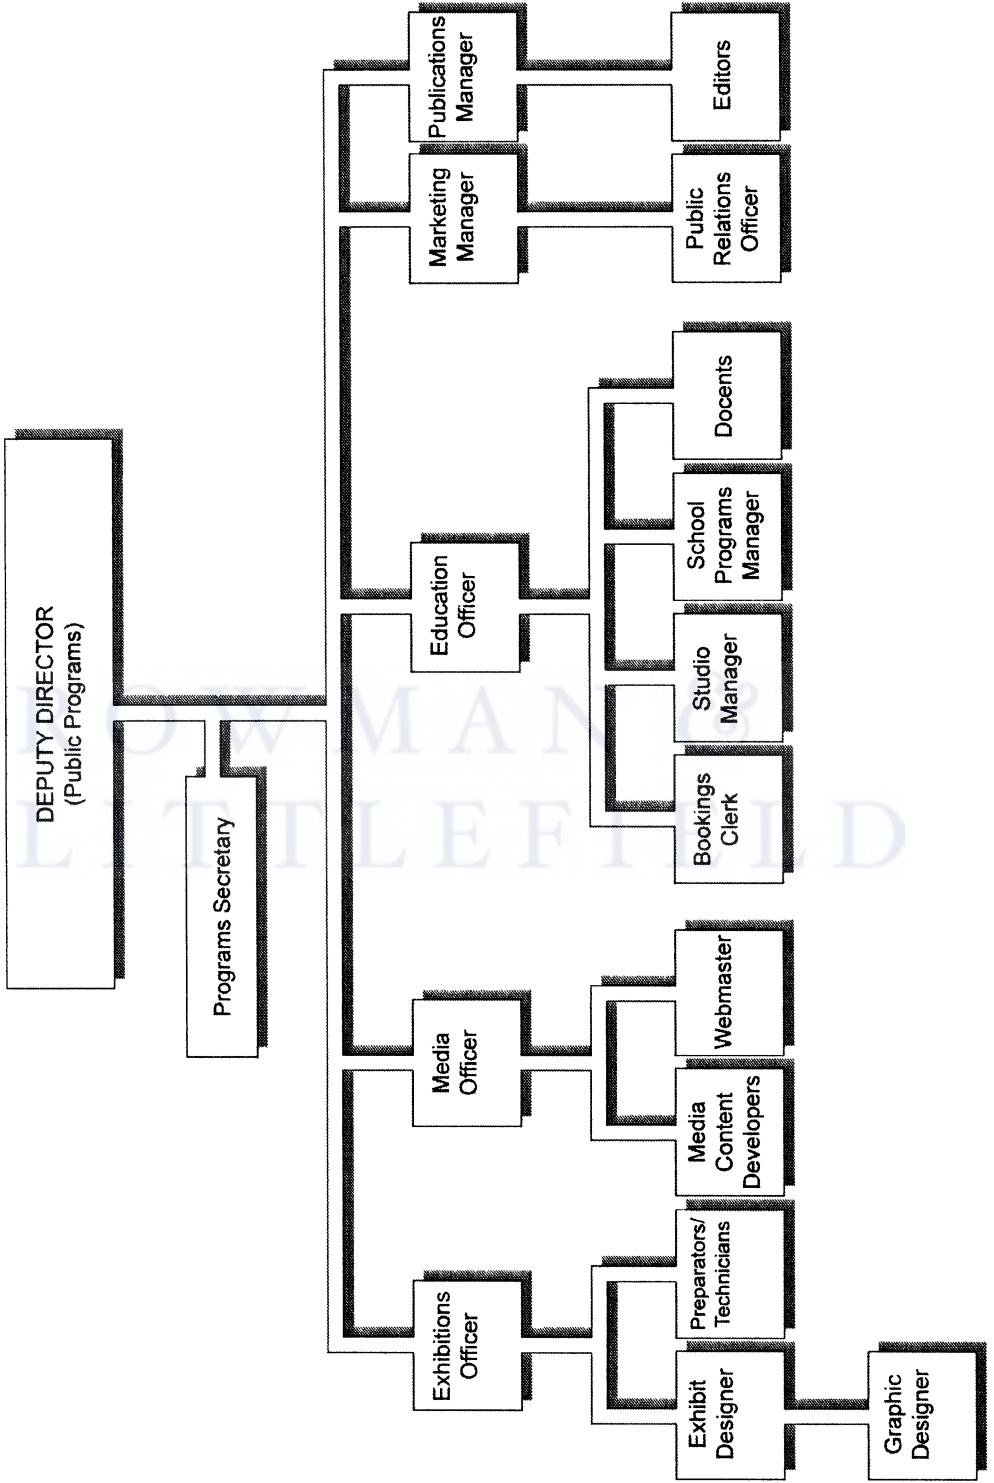 DEPUTY DIRECTOR
(Public Programs)
Programs Secretary
Exhibitions
Officer
Media
Officer
Education
Officer
Marketing
Manager
Publications
Manager
Exhibit
Designer
Preparators/
Technicians
Media
Content
Developers
Webmaster
Bookings
Clerk
Studio
Manager
School
Programs
Manager
Docents
Public
Relations
Officer
Editors
Graphic
Designer
ROWMAN &
LITTLEFIELD